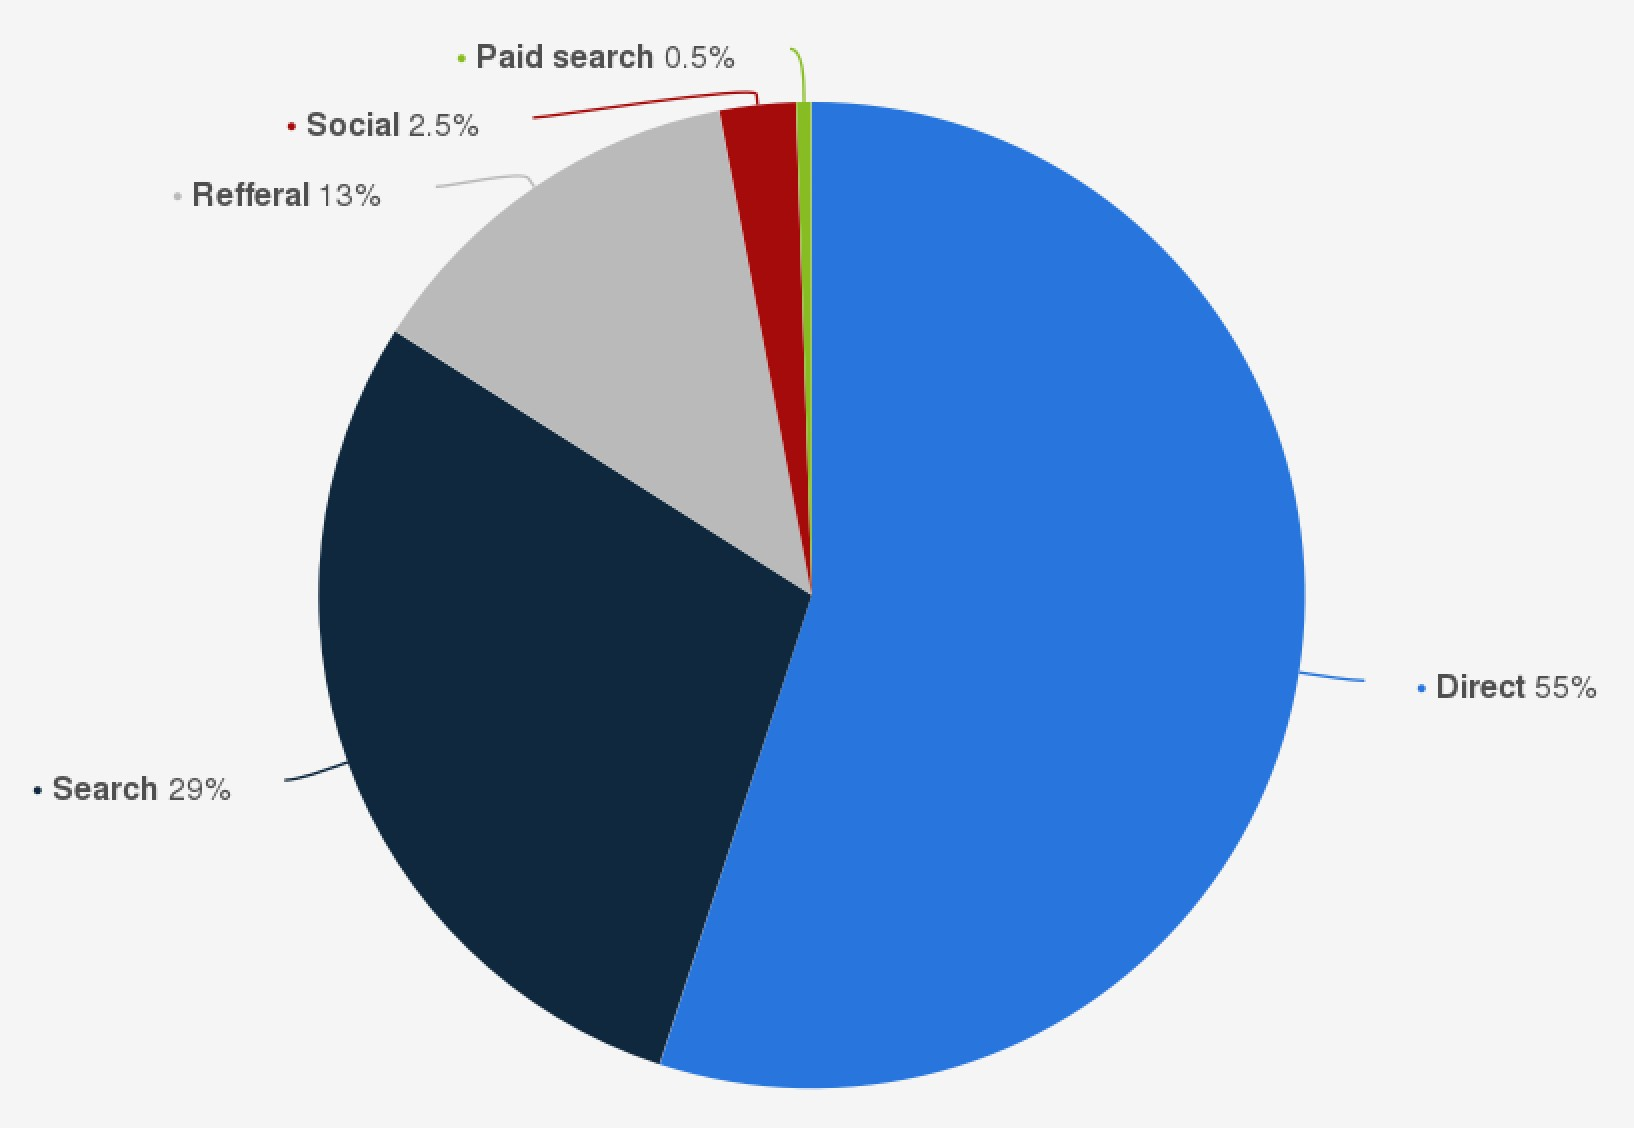 Paid search 0.5%
Social 2.5%
Refferal 13%
Direct 55%
Search 29%